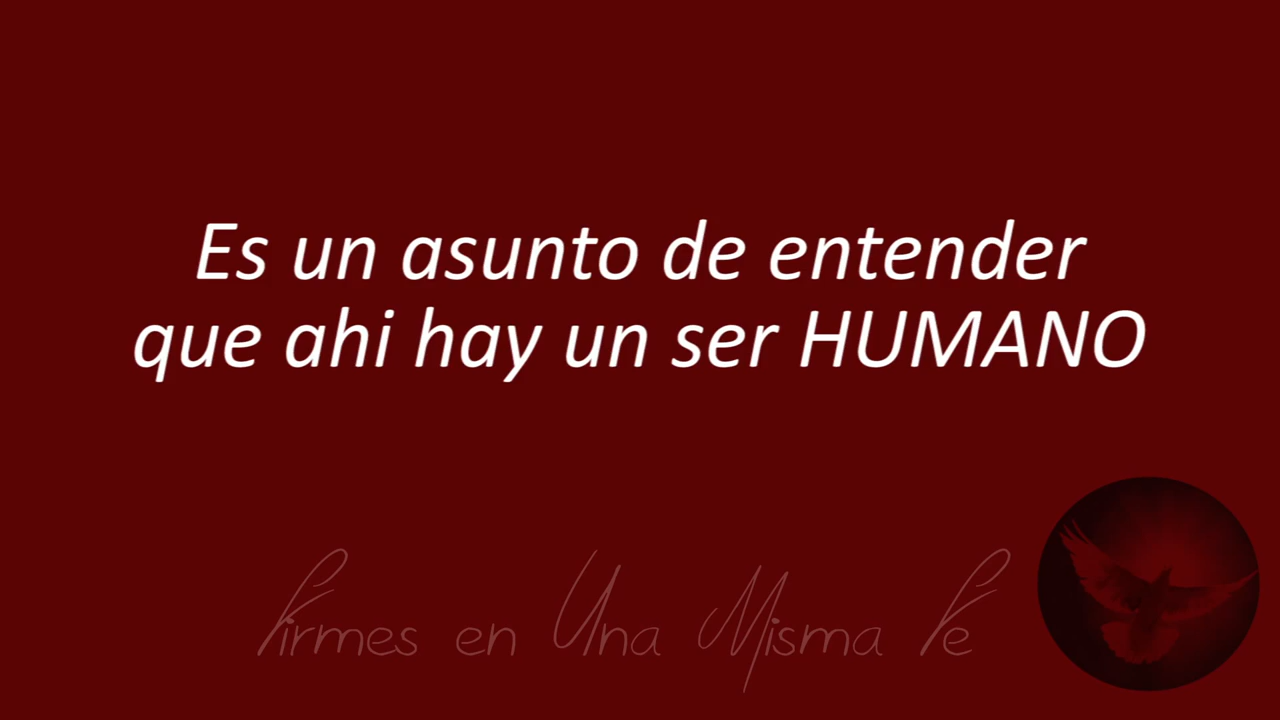 Es un asunto de entender
que ahi hay un ser HUMANO
Firmes en Una Misma Fe